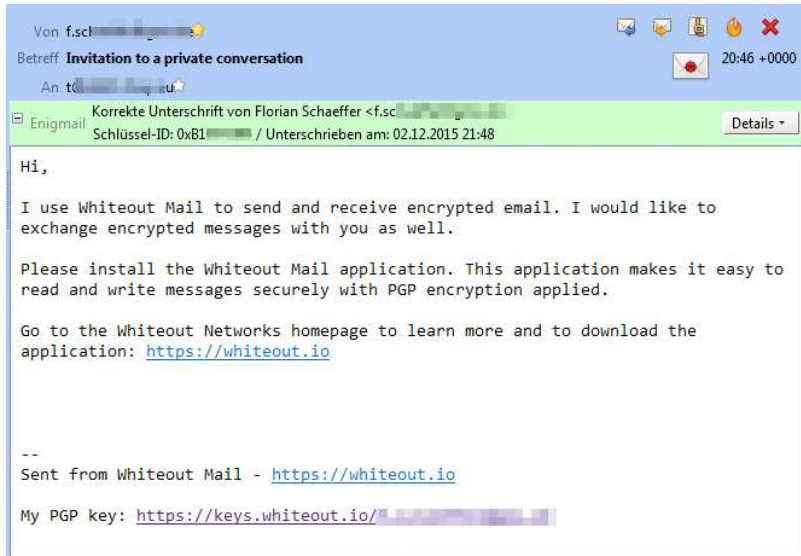 Von f.sc
Betreff Invitation to a private conversation
20:46 +0000
An
Enigmail
Korrekte Unterschrift von Florian Schaeffer <f.sc
Schlüssel-ID: 0xB1 / Unterschrieben am: 02.12.2015 21:48
Details
Hi,
I use Whiteout Mail to send and receive encrypted email. I would like to
exchange encrypted messages with you as well.
Please install the Whiteout Mail application. This application makes it easy to
read and write messages securely with PGP encryption applied.
Go to the Whiteout Networks homepage to learn more and to download the
application: https://whiteout.io
--
Sent from Whiteout Mail - https://whiteout.io
My PGP key: https://keys.whiteout.io/